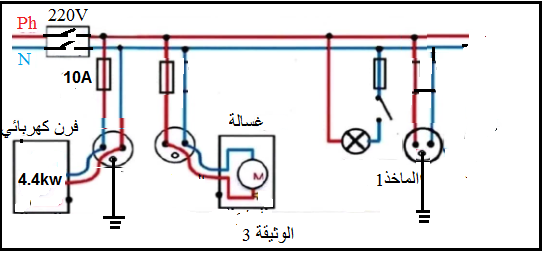 220V
Ph
N
10A
غسالة
فرن كهربائي
4.4kw
M
الماخذ1
الوثيقة 3